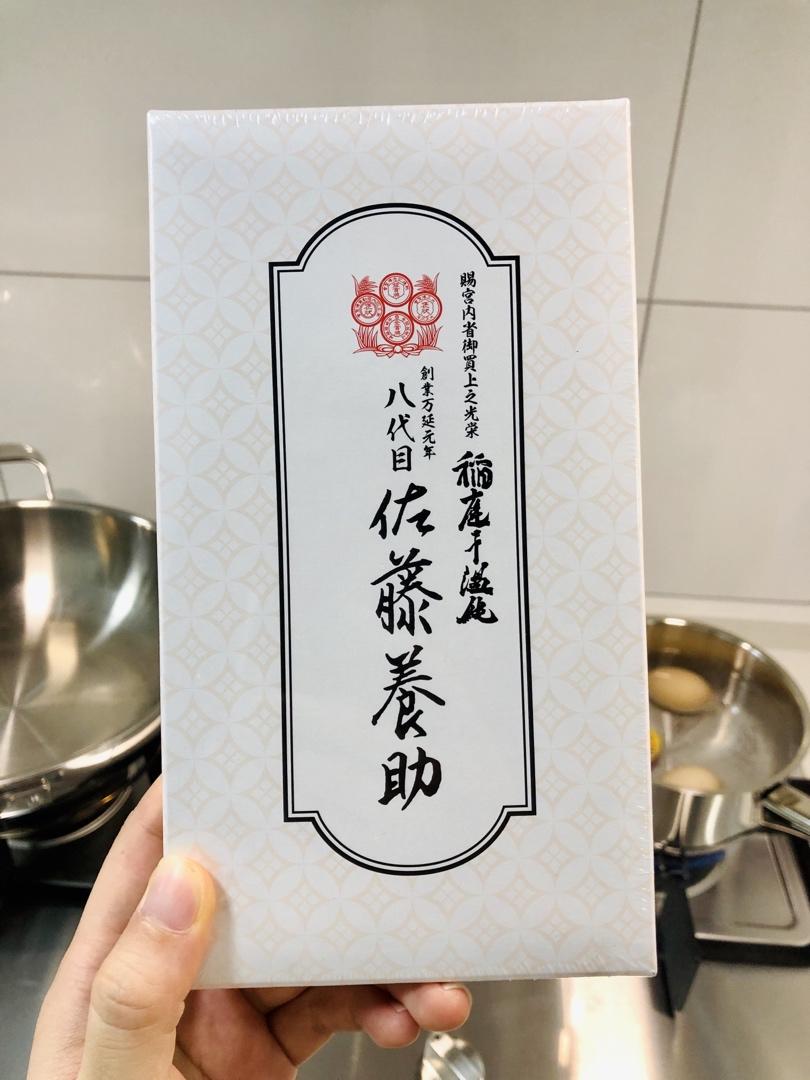 賜宮内省御買上之光栄
稲庭干温飩
創業万延元年
八代目 佐藤養助